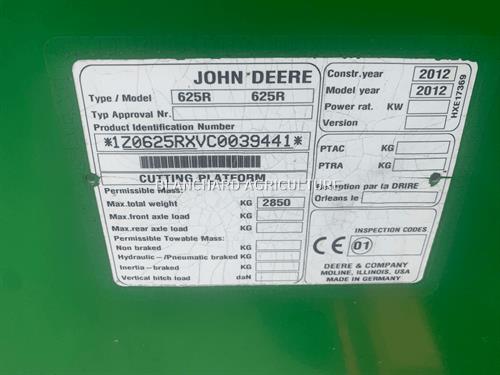 JOHN DEERE
Type / Model 625R 625R
Typ Approval Nr.
Product Identification Number
*1Z0625RXVC0039441*
CUTTING PLATFORM
BLANCHARD AGRICULTURE
Permissible Mass:
Max.total weight KG 2850
Max.front axle load KG
Max.rear axle load KG
Permissible Towable Mass:
Non braked KG
Hydraulic -/Pneumatic braked KG
Inertia -braked KG
Vertical hitch load daN
Constr.year 2012
Model year 2012
Power rat. KW
Version
HXE17369
PTAC KG
PTRA KG
par la DRIRE
Orleans le
INSPECTION CODES
CE 01
DEERE & COMPANY
MOLINE, ILLINOIS, USA
MADE IN GERMANY